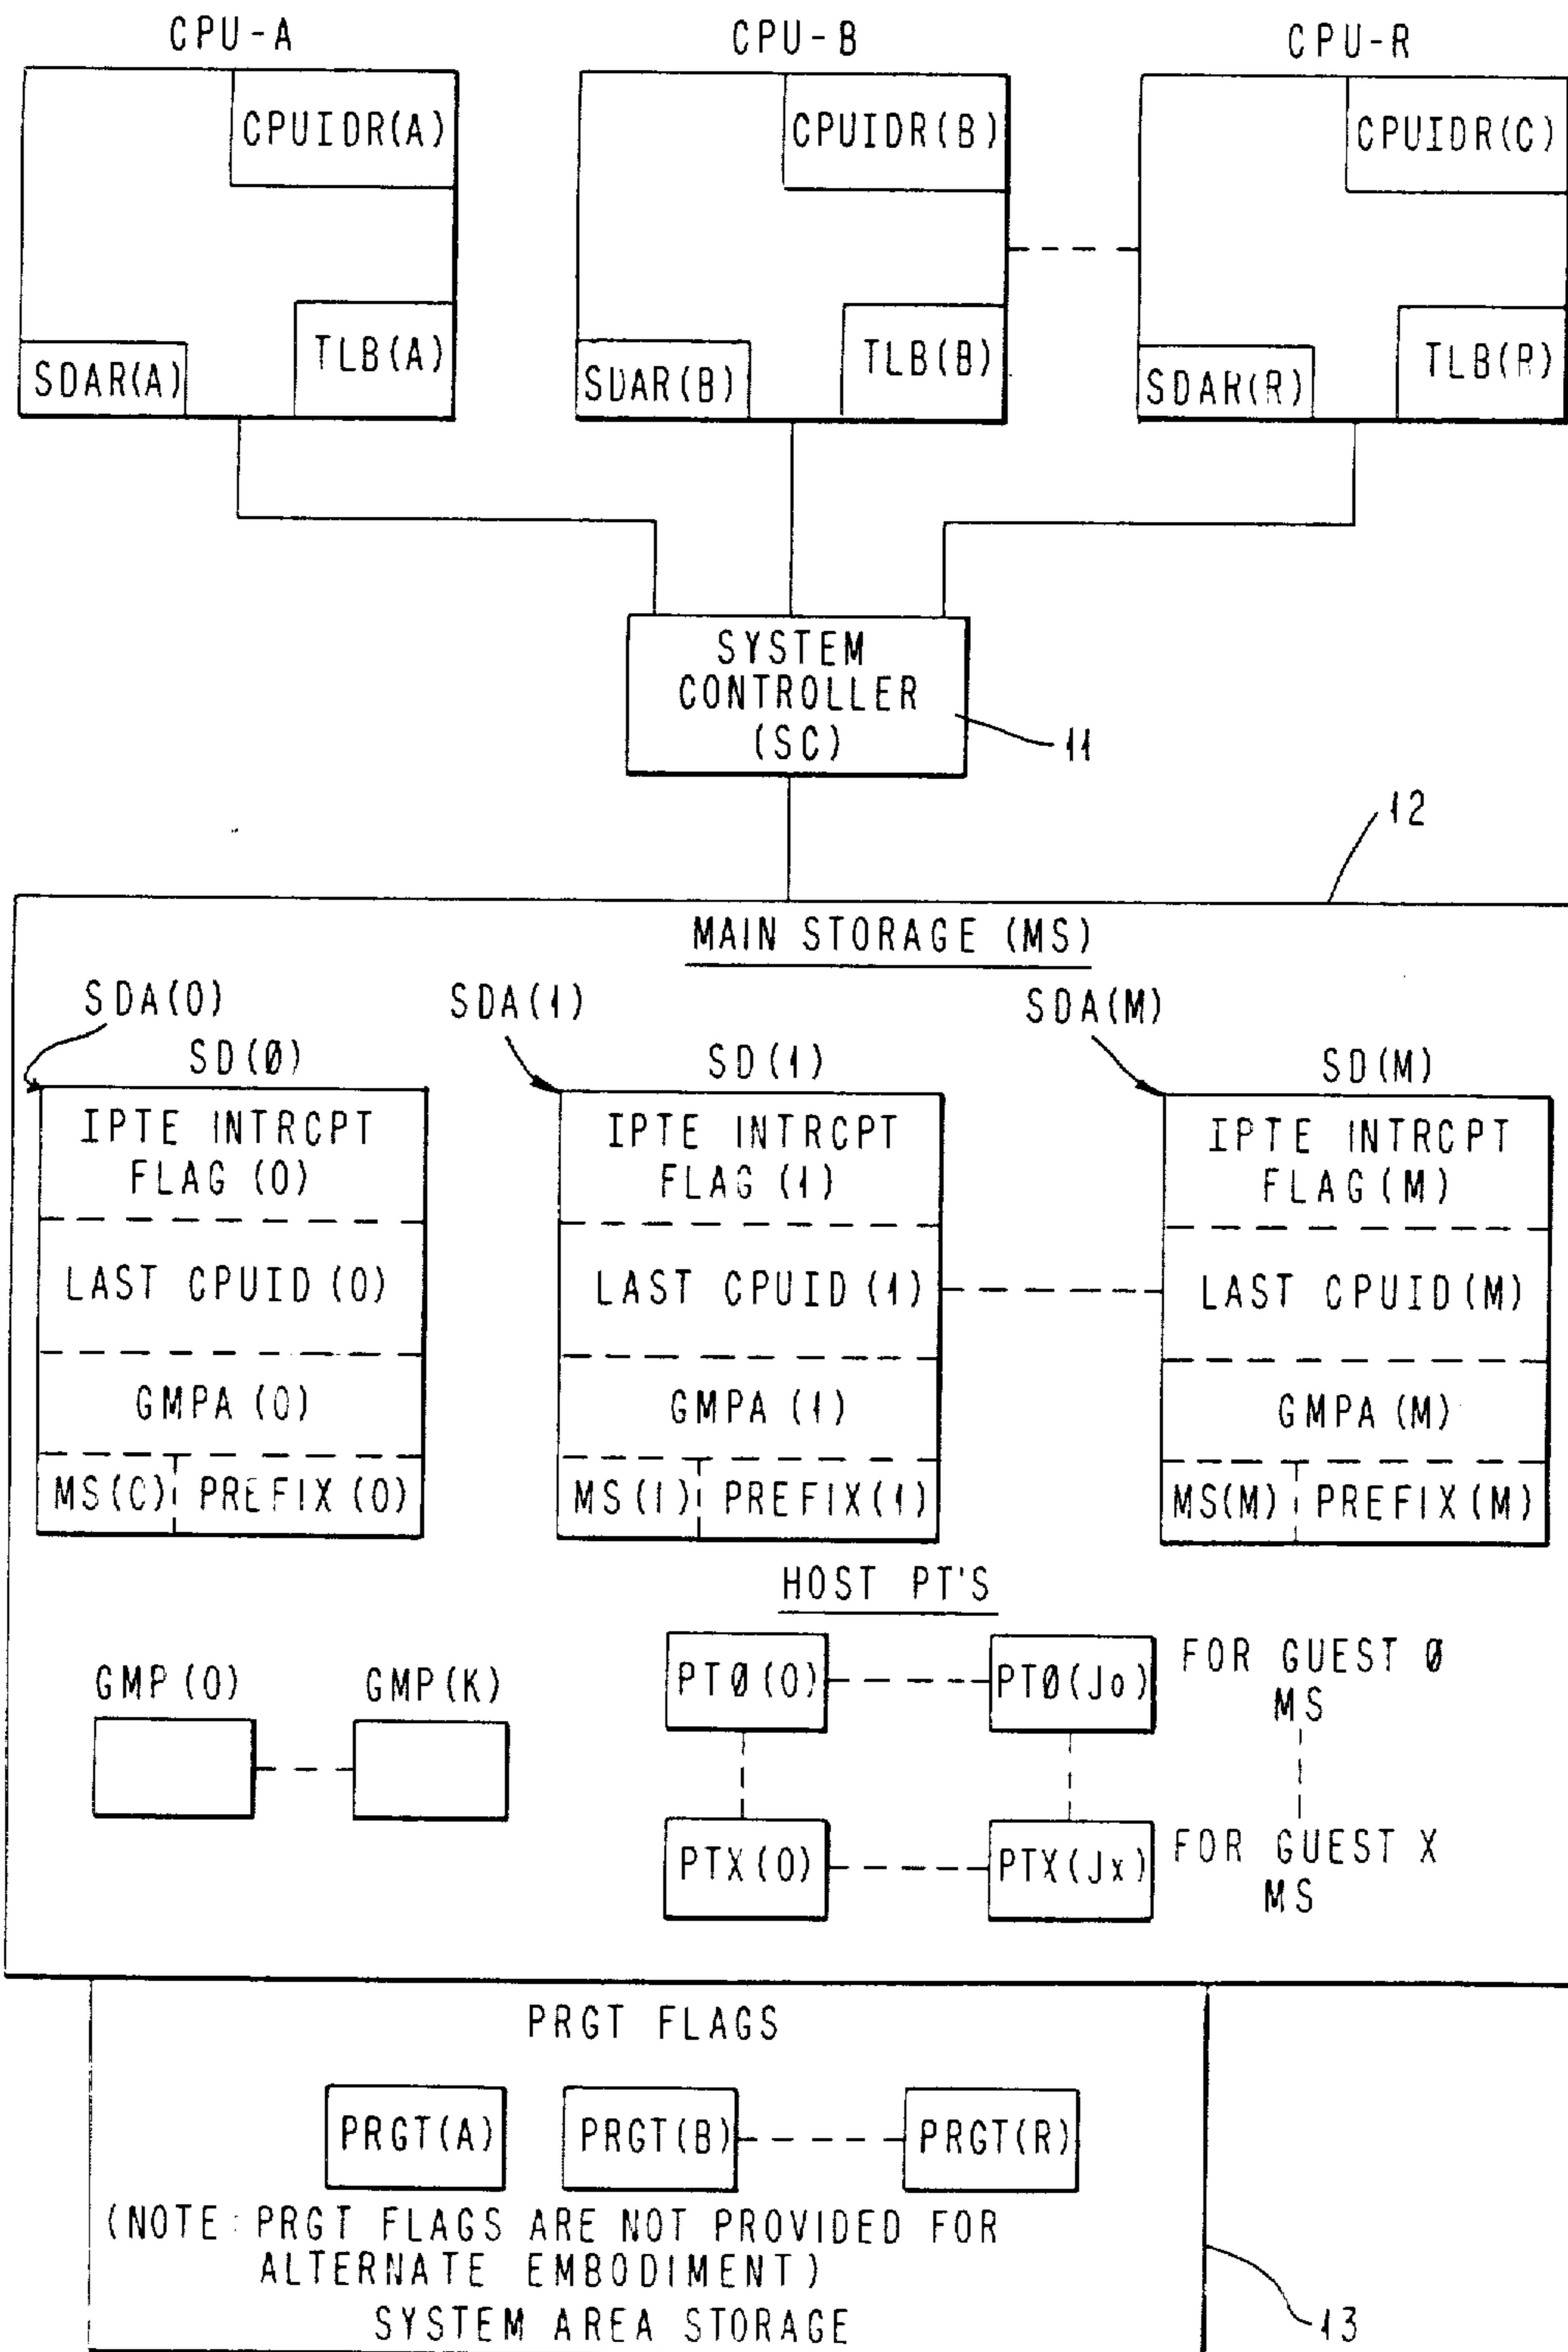 CPU-A
CPU-B
CPU-R
CPUIDR(A)
CPUIDR(B)
CPUIDR(C)
SDAR(A)
TLB(A)
SDAR(B)
TLB(B)
SDAR(R)
TLB(R)
SYSTEM
CONTROLLER
(SC)
11
12
MAIN STORAGE (MS)
SDA(0)
SDA(1)
SDA(M)
SD(Ø)
SD(1)
SD(M)
IPTE INTRCPT
FLAG (0)
IPTE INTRCPT
FLAG (1)
IPTE INTRCPT
FLAG (M)
LAST CPUID (0)
LAST CPUID (1)
LAST CPUID (M)
GMPA (0)
GMPA (1)
GMPA (M)
MS(C) PREFIX (0)
MS(1) PREFIX(1)
MS(M) PREFIX(M)
HOST PT'S
GMP (0)
GMP (K)
PTØ (0)
PTØ(Jo)
FOR GUEST Ø
MS
PTX (0)
PTX(Jx)
FOR GUEST X
MS
PRGT FLAGS
PRGT(A)
PRGT(B)
PRGT(R)
(NOTE: PRGT FLAGS ARE NOT PROVIDED FOR
ALTERNATE EMBODIMENT)
SYSTEM AREA STORAGE
13